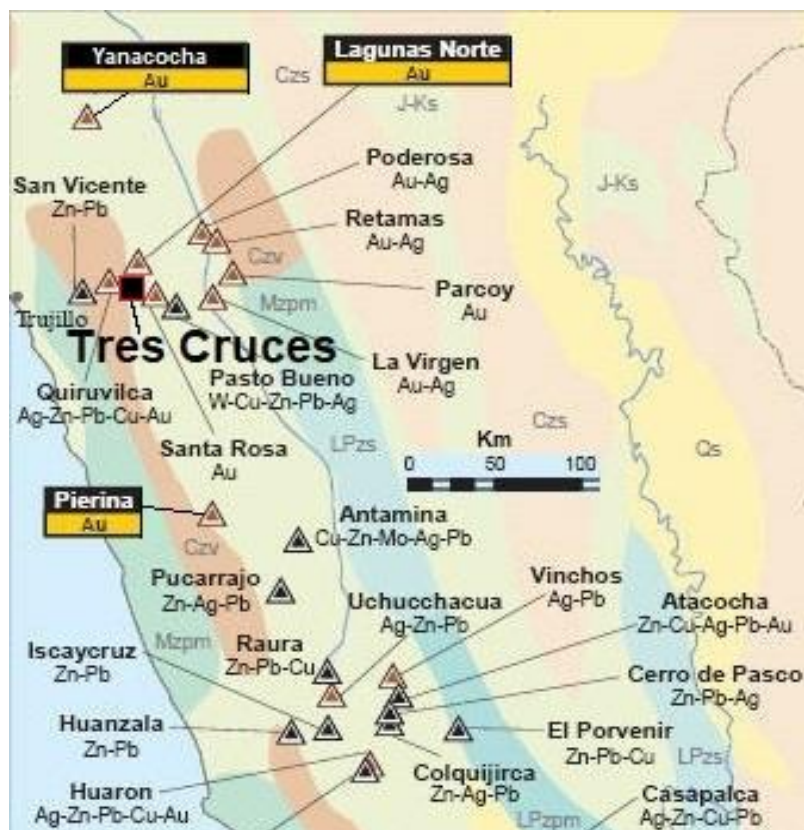 Yanacocha
Au
Lagunas Norte
Au
Czs
J-Ks
Poderosa
Au-Ag
San Vicente
Zn-Pb
J-Ks
Retamas
Au-Ag
Czv
Parcoy
Au
Mzpm
Trujillo
Tres Cruces
La Virgen
Au-Ag
Quiruvilca
Ag-Zn-Pb-Cu-Au
Pasto Bueno
W-Cu-Zn-Pb-Ag
Santa Rosa
Au
LPzs
Km
0 50 100
Czs
Qs
Pierina
Au
Antamina
Cu-Zn-Mo-Ag-Pb
Czv
Pucarrajo
Zn-Ag-Pb
Vinchos
Ag-Pb
Uchucchacua
Ag-Zn-Pb
Atacocha
Zn-Cu-Ag-Pb-Au
Mzpm
Raura
Zn-Pb-Cu
Iscaycruz
Zn-Pb
Cerro de Pasco
Zn-Pb-Ag
Huanzala
Zn-Pb
El Porvenir
Zn-Pb-Cu
LPzs
Colquijirca
Zn-Ag-Pb
Huaron
Ag-Zn-Pb-Cu-Au
LPzpm
Casapalca
Ag-Zn-Cu-Pb